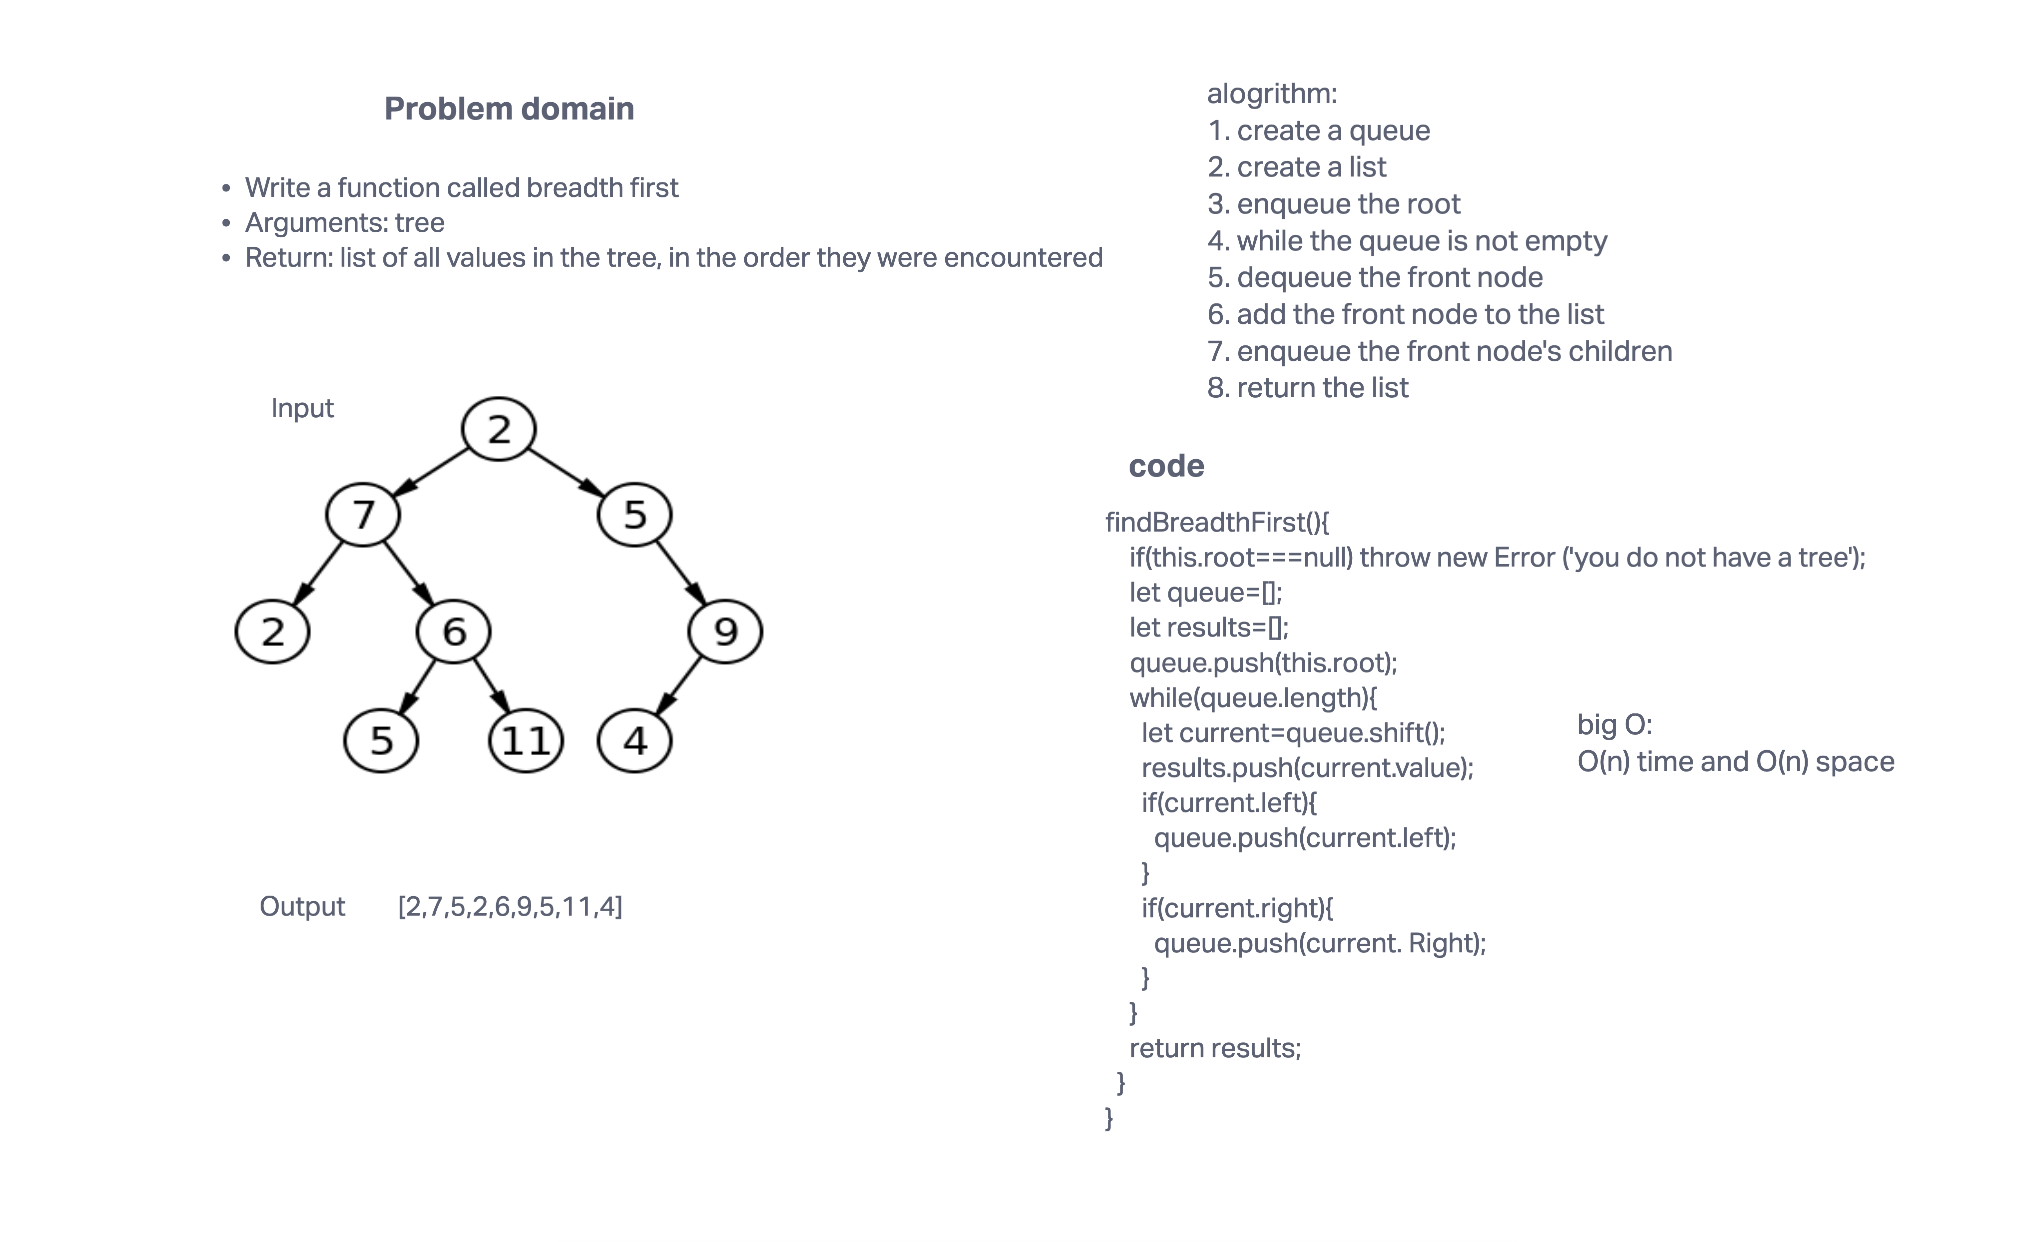 Problem domain
• Write a function called breadth first
• Arguments: tree
• Return: list of all values in the tree, in the order they were encountered
Input
2
7
5
2
6
9
5
11
4
Output [2,7,5,2,6,9,5,11,4]
alogrithm:
1. create a queue
2. create a list
3. enqueue the root
4. while the queue is not empty
5. dequeue the front node
6. add the front node to the list
7. enqueue the front node's children
8. return the list
code
findBreadthFirst(){
if(this.root===null) throw new Error ('you do not have a tree');
let queue=[];
let results=[];
queue.push(this.root);
while(queue.length){
let current=queue.shift();
results.push(current.value);
if(current.left){
queue.push(current.left);
}
if(current.right){
queue.push(current. Right);
}
}
return results;
}
}
big O:
O(n) time and O(n) space